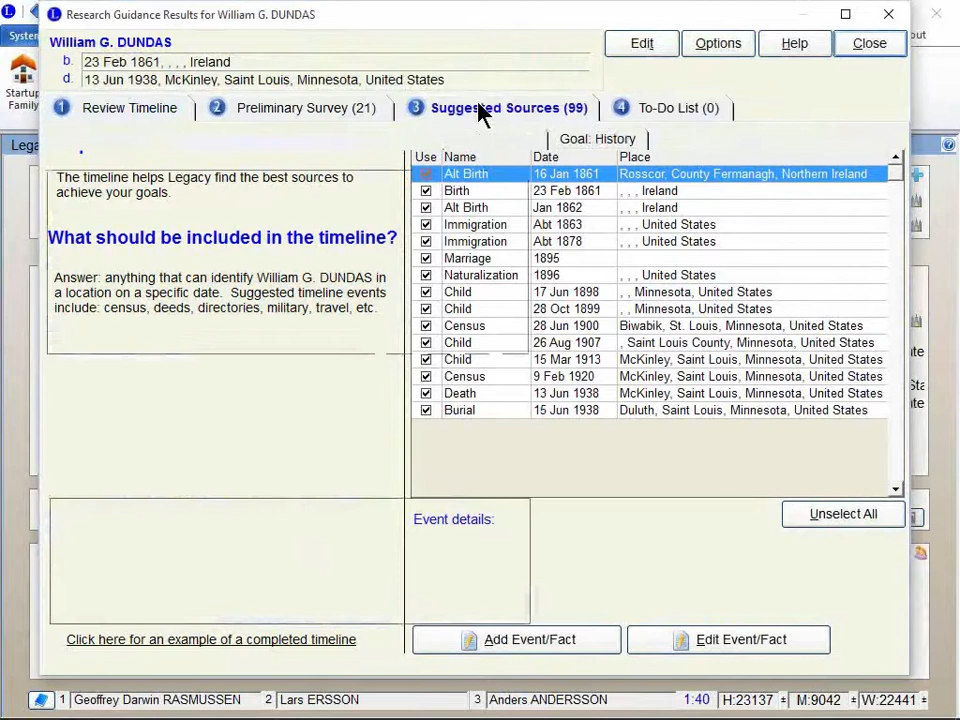 Research Guidance Results for William G. DUNDAS
William G. DUNDAS
b. 23 Feb 1861, , , , Ireland
d. 13 Jun 1938, McKinley, Saint Louis, Minnesota, United States
Edit Options Help Close
System
Startup
Family
Lega
1 Review Timeline 2 Preliminary Survey (21) 3 Suggested Sources (99) 4 To-Do List (0)
Goal: History
The timeline helps Legacy find the best sources to
achieve your goals.
What should be included in the timeline?
Answer: anything that can identify William G. DUNDAS in
a location on a specific date. Suggested timeline events
include: census, deeds, directories, military, travel, etc.
Click here for an example of a completed timeline
Use Name Date Place
Alt Birth 16 Jan 1861 Rosscor, County Fermanagh, Northern Ireland
Birth 23 Feb 1861 , , , Ireland
Alt Birth Jan 1862 , , , Ireland
Immigration Abt 1863 , , , United States
Immigration Abt 1878 , , , United States
Marriage 1895
Naturalization 1896 , , , United States
Child 17 Jun 1898 , , Minnesota, United States
Child 28 Oct 1899 , , Minnesota, United States
Census 28 Jun 1900 Biwabik, St. Louis, Minnesota, United States
Child 26 Aug 1907 , Saint Louis County, Minnesota, United States
Child 15 Mar 1913 McKinley, Saint Louis, Minnesota, United States
Census 9 Feb 1920 McKinley, Saint Louis, Minnesota, United States
Death 13 Jun 1938 McKinley, Saint Louis, Minnesota, United States
Burial 15 Jun 1938 Duluth, Saint Louis, Minnesota, United States
Unselect All
Event details:
Add Event/Fact Edit Event/Fact
1 Geoffrey Darwin RASMUSSEN 2 Lars ERSSON 3 Anders ANDERSSON 1:40 H:23137 M:9042 W:22441